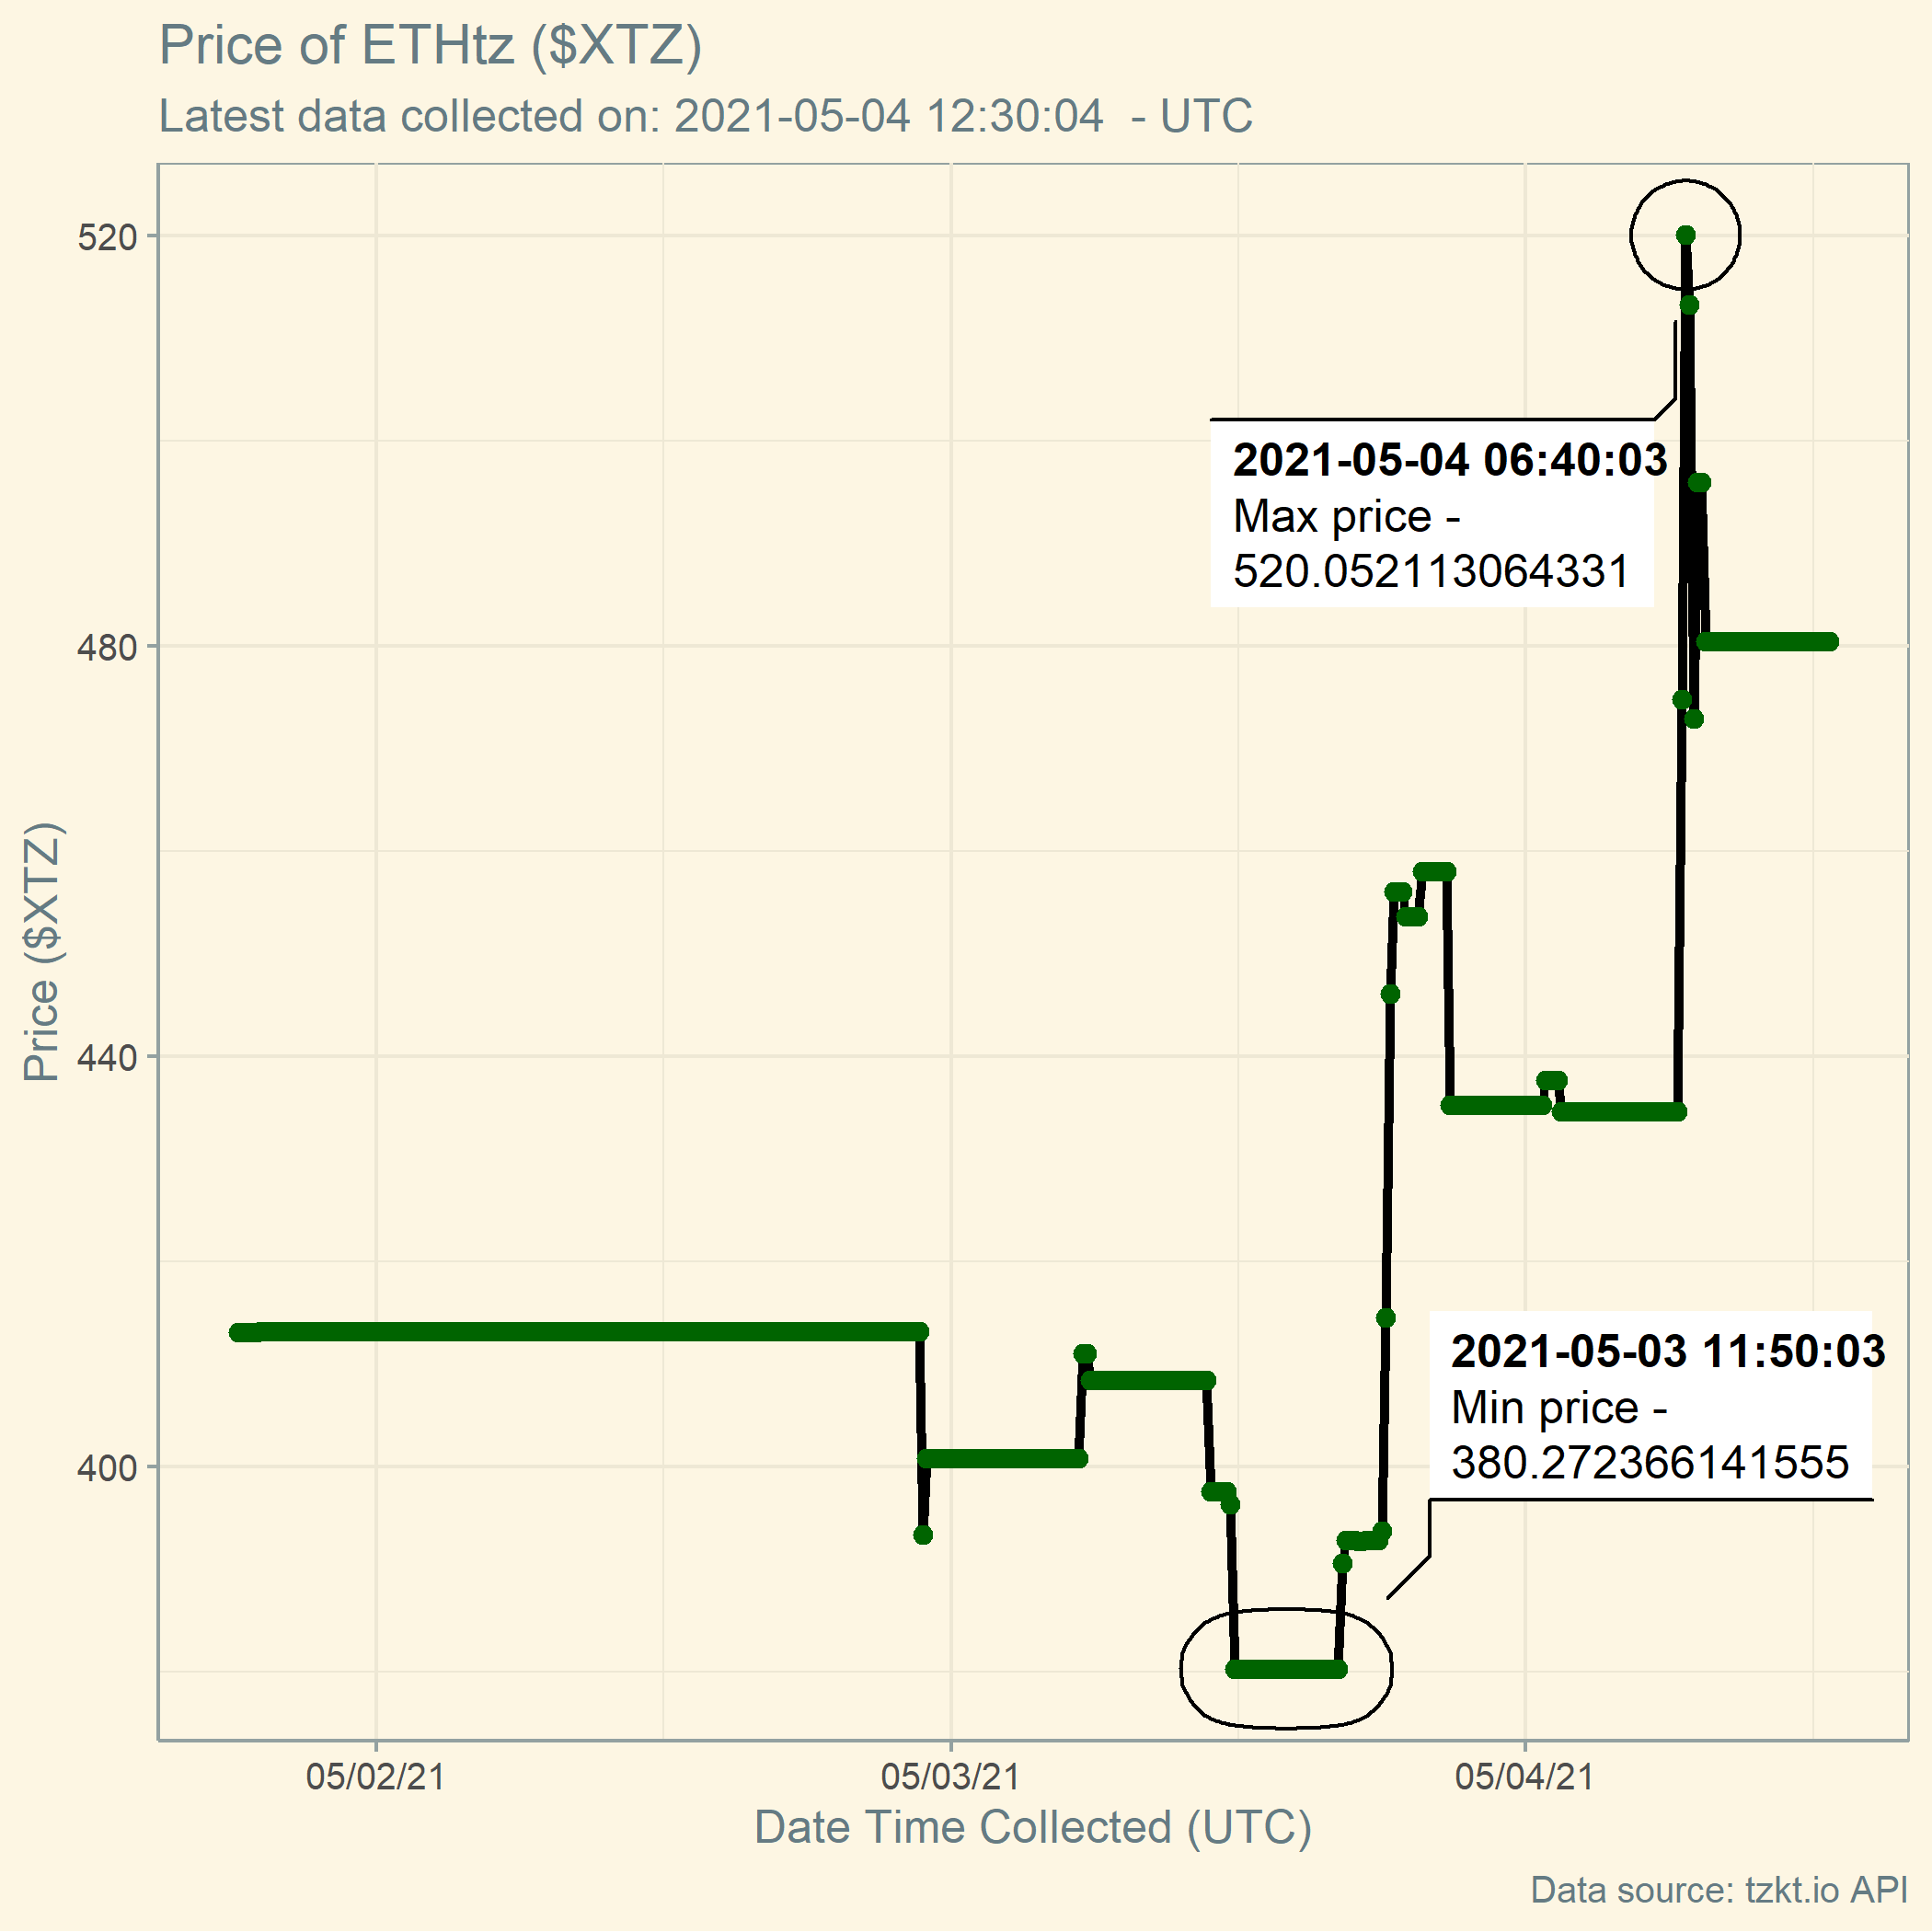 Price of ETHtz ($XTZ)
Latest data collected on: 2021-05-04 12:30:04  - UTC
520
480
440
400
Price ($XTZ)
2021-05-04 06:40:03
Max price -
520.052113064331
2021-05-03 11:50:03
Min price -
380.272366141555
05/02/21
05/03/21
05/04/21
Date Time Collected (UTC)
Data source: tzkt.io API